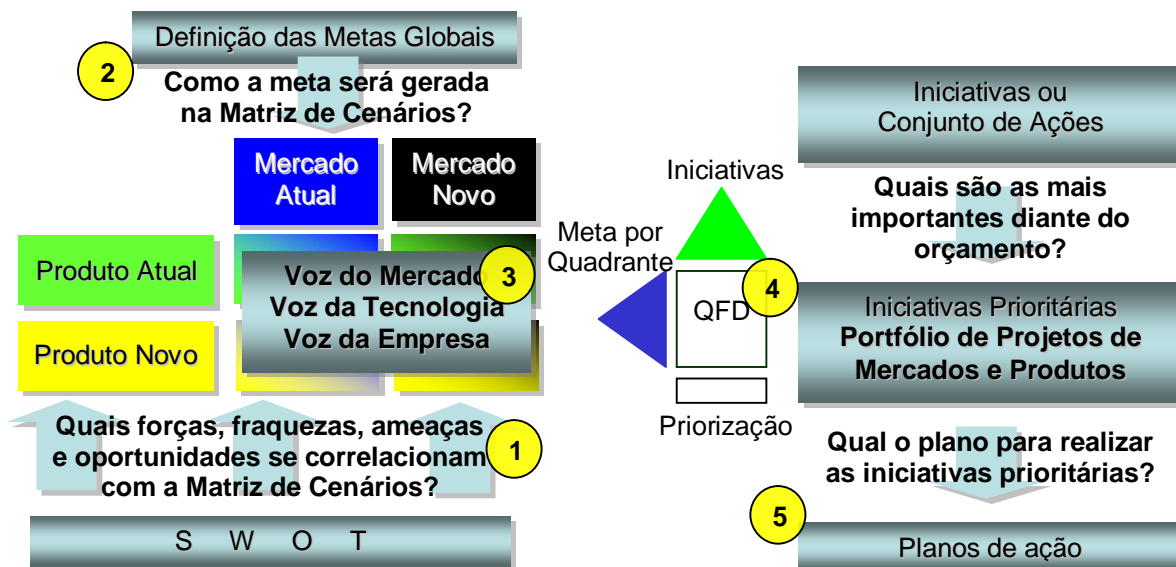 Definição das Metas Globais
2
Como a meta será gerada
na Matriz de Cenários?
Mercado
Atual
Mercado
Novo
Produto Atual
Produto Novo
Voz do Mercado
Voz da Tecnologia
Voz da Empresa
3
Quais forças, fraquezas, ameaças
e oportunidades se correlacionam
com a Matriz de Cenários?
1
S W O T
Iniciativas
Meta por
Quadrante
QFD
4
Priorização
Iniciativas ou
Conjunto de Ações
Quais são as mais
importantes diante do
orçamento?
Iniciativas Prioritárias
Portfólio de Projetos de
Mercados e Produtos
Qual o plano para realizar
as iniciativas prioritárias?
5
Planos de ação